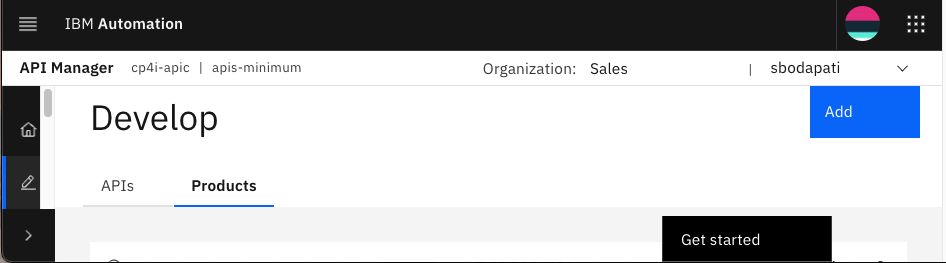 IBM Automation
API Manager cp4i-apic | apis-minimum Organization: Sales | sbodapati
Develop
Add
APIs Products
Get started